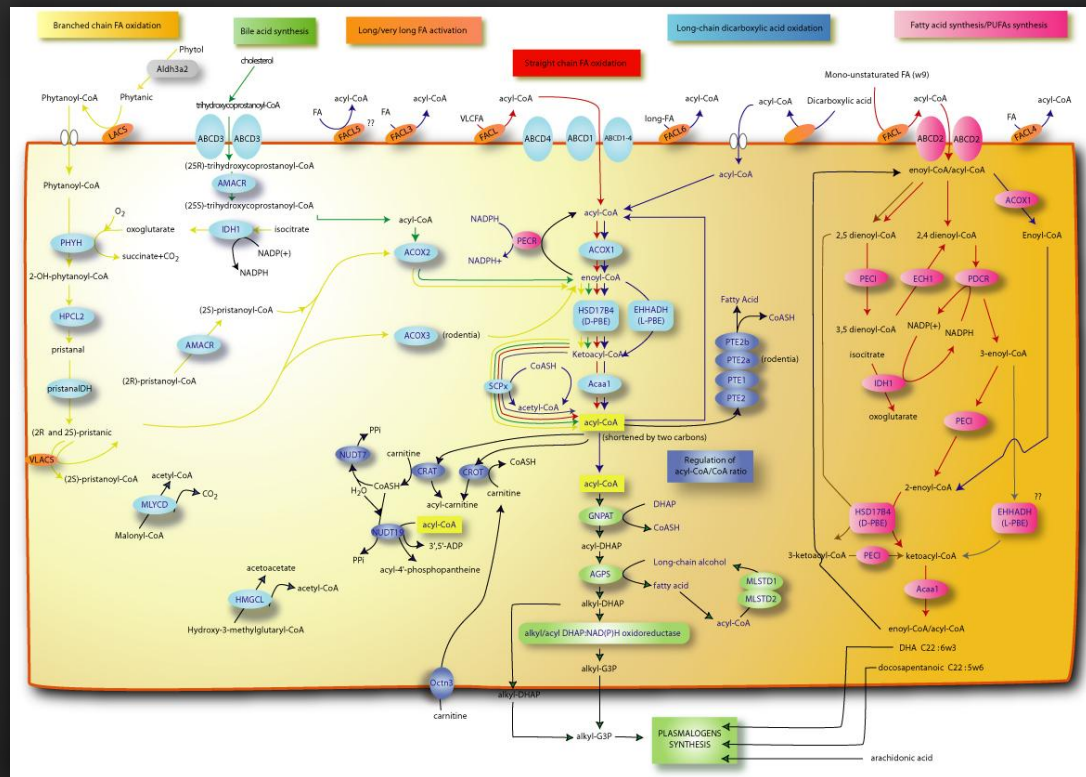 Branched chain FA oxidation
Bile acid synthesis
Long/very long FA activation
Straight chain FA oxidation
Long-chain dicarboxylic acid oxidation
Fatty acid synthesis/PUFAs synthesis
Phytol
Aldh3a2
Phytanoyl-CoA
Phytanic
LACS
cholesterol
trihydroxycoprostanoyl-CoA
ABCD3
ABCD3
FA
acyl-CoA
FACL5
??
FA
acyl-CoA
FACL3
VLCFA
acyl-CoA
FACL
ABCD4
ABCD1
ABCD1-4
long-FA
acyl-CoA
FACL6
acyl-CoA
Dicarboxylic acid
Mono-unstaturated FA (w9)
acyl-CoA
FACL
ABCD2
ABCD2
FA
acyl-CoA
FACL4
Phytanoyl-CoA
O2
PHYH
oxoglutarate
succinate+CO2
2-OH-phytanoyl-CoA
HPCL2
pristanal
pristanalDH
(2R and 2S)-pristanic
VLACS
(2S)-pristanoyl-CoA
(2SR)-trihydroxycoprostanoyl-CoA
AMACR
(25S)-trihydroxycoprostanoyl-CoA
IDH1
isocitrate
NADP(+)
NADPH
(2S)-pristanoyl-CoA
AMACR
(2R)-pristanoyl-CoA
acyl-CoA
ACOX2
ACOX3
(rodentia)
NADPH
PECR
NADPH+
acyl-CoA
acyl-CoA
ACOX1
enoyl-CoA
HSD17B4
(D-PBE)
EHHADH
(L-PBE)
Ketoacyl-CoA
CoASH
SCPx
Acaa1
acetyl-CoA
acyl-CoA
(shortened by two carbons)
Fatty Acid
CoASH
PTE2b
PTE2a
(rodentia)
PTE1
PTE2
Regulation of
acyl-CoA/CoA ratio
acetyl-CoA
MLYCD
CO2
Malonyl-CoA
acetoacetate
HMGCL
acetyl-CoA
Hydroxy-3-methylglutaryl-CoA
PPi
NUDT7
carnitine
CRAT
CROT
CoASH
H2O
CoASH
acyl-carnitine
carnitine
NUDT19
acyl-CoA
3',5'-ADP
PPi
acyl-4'-phosphopantheine
Octn3
carnitine
acyl-CoA
GNPAT
DHAP
CoASH
acyl-DHAP
AGPS
Long-chain alcohol
fatty acid
MLSTD1
MLSTD2
acyl-CoA
alkyl-DHAP
alkyl/acyl DHAP:NAD(P)H oxidoreductase
alkyl-G3P
alkyl-DHAP
alkyl-G3P
PLASMALOGENS
SYNTHESIS
enoyl-CoA/acyl-CoA
ACOX1
2,5 dienoyl-CoA
2,4 dienoyl-CoA
Enoyl-CoA
PECI
ECH1
PDCR
3,5 dienoyl-CoA
NADP(+)
NADPH
isocitrate
3-enoyl-CoA
IDH1
oxoglutarate
PECI
2-enoyl-CoA
HSD17B4
(D-PBE)
??
EHHADH
(L-PBE)
3-ketoacyl-CoA
PECI
ketoacyl-CoA
Acaa1
enoyl-CoA/acyl-CoA
DHA C22 : 6w3
docosapentanoic C22 : 5w6
arachidonic acid